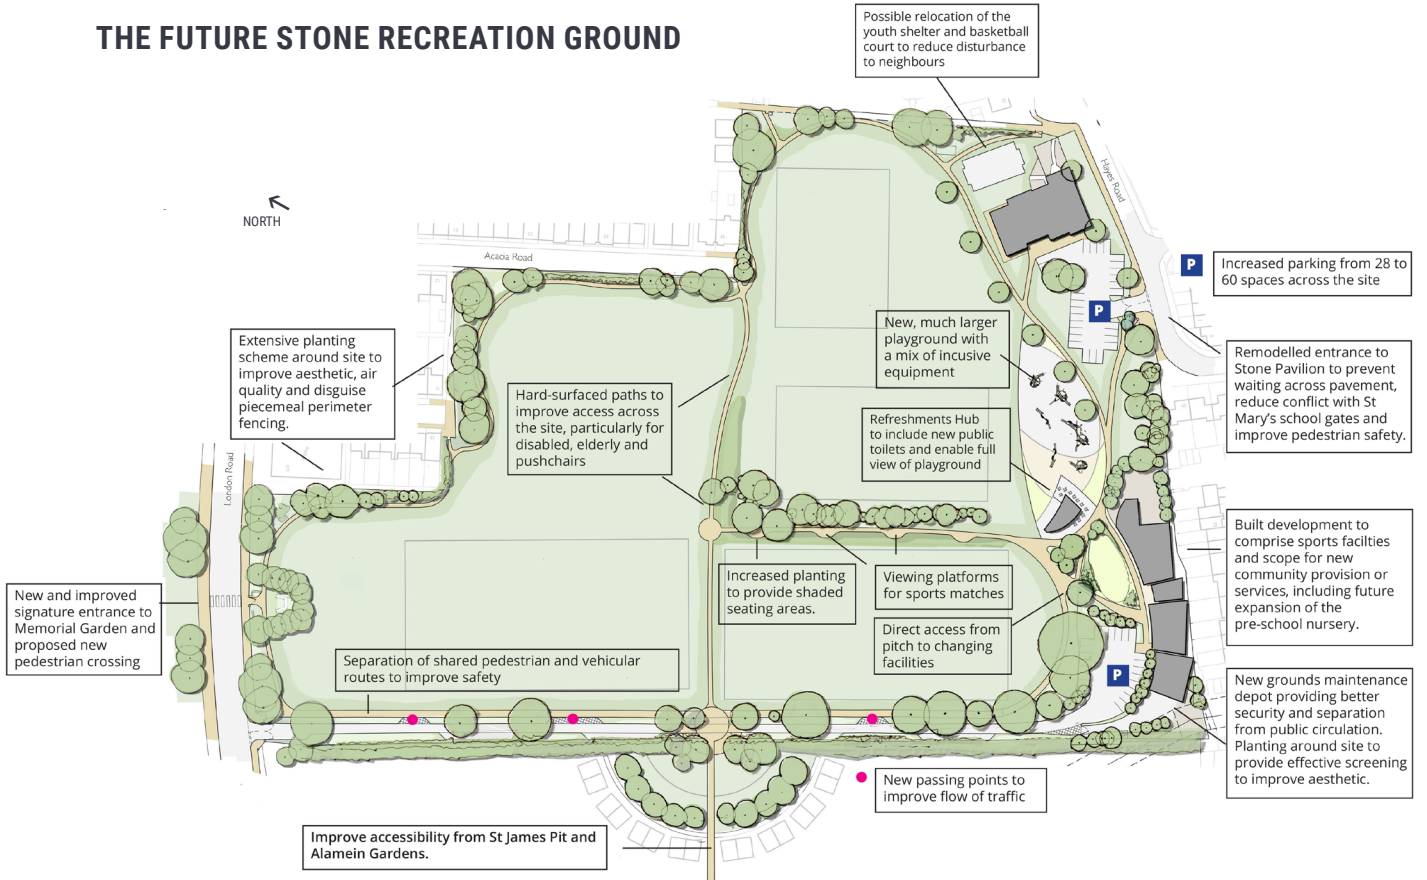 THE FUTURE STONE RECREATION GROUND
Possible relocation of the
youth shelter and basketball
court to reduce disturbance
to neighbours
NORTH
Acacia Road
Hayes Road
London Road
P
Increased parking from 28 to
60 spaces across the site
P
New, much larger
playground with
a mix of incusive
equipment
Extensive planting
scheme around site to
improve aesthetic, air
quality and disguise
piecemeal perimeter
fencing.
Remodelled entrance to
Stone Pavilion to prevent
waiting across pavement,
reduce conflict with St
Mary's school gates and
improve pedestrian safety.
Hard-surfaced paths to
improve access across
the site, particularly for
disabled, elderly and
pushchairs
Refreshments Hub
to include new public
toilets and enable full
view of playground
Built development to
comprise sports facilties
and scope for new
community provision or
services, including future
expansion of the
pre-school nursery.
Increased planting
to provide shaded
seating areas.
Viewing platforms
for sports matches
New and improved
signature entrance to
Memorial Garden and
proposed new
pedestrian crossing
Direct access from
pitch to changing
facilities
Separation of shared pedestrian and vehicular
routes to improve safety
P
New grounds maintenance
depot providing better
security and separation
from public circulation.
Planting around site to
provide effective screening
to improve aesthetic.
New passing points to
improve flow of traffic
Improve accessibility from St James Pit and
Alamein Gardens.